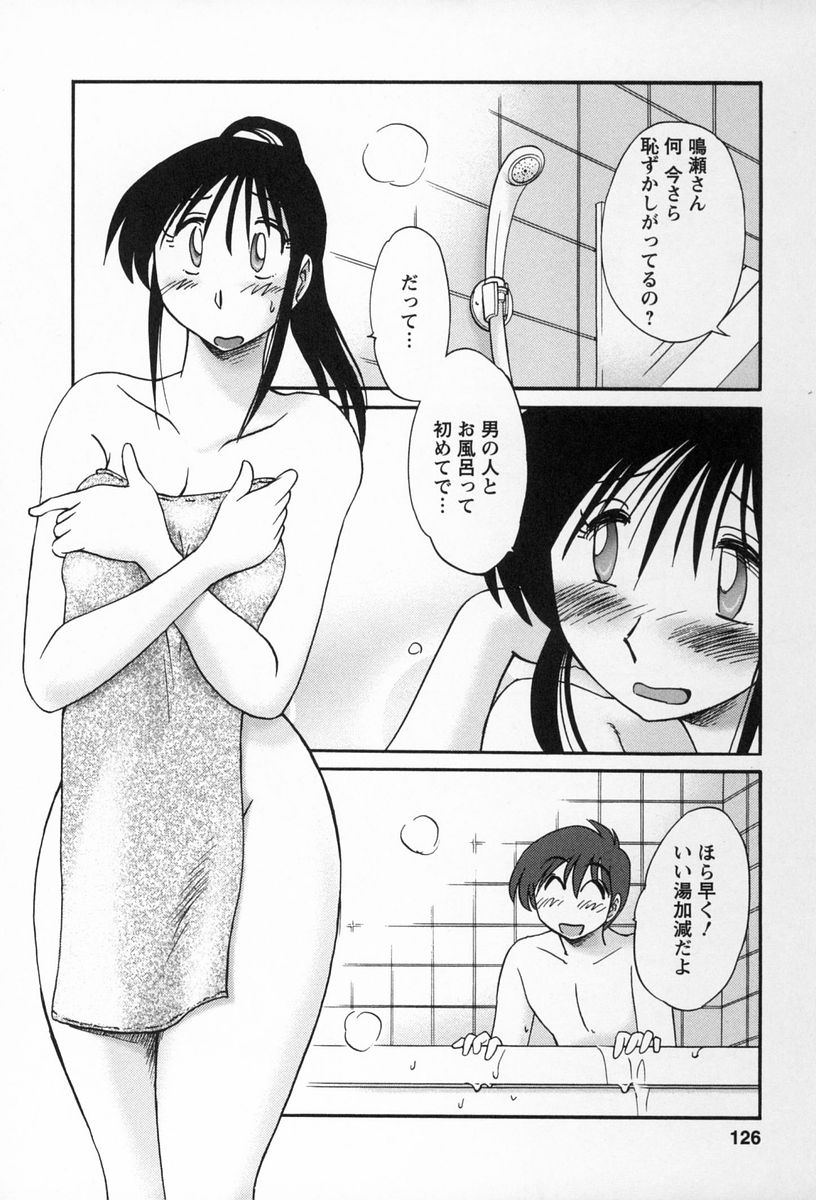 鳴瀬さん
何 今さら
恥ずかしがってるの？
だって…
男の人と
お風呂って
初めてで…
ほら早く！
いい湯加減だよ
126